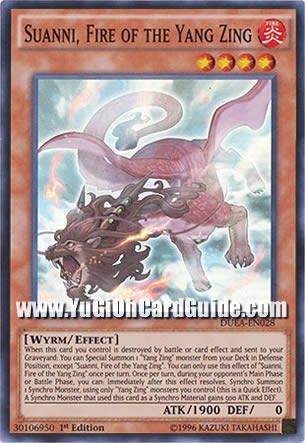 SUANNI, FIRE OF THE YANG ZING
FIRE
炎
www.YuGiOhCardGuide.com
DUEA-EN028
[WYRM/EFFECT]
When this card you control is destroyed by battle or card effect and sent to your
Graveyard: You can Special Summon 1 "Yang Zing" monster from your Deck in Defense
Position, except "Suanni, Fire of the Yang Zing". You can only use this effect of "Suanni,
Fire of the Yang Zing" once per turn. Once per turn, during your opponent's Main Phase
or Battle Phase, you can: Immediately after this effect resolves, Synchro Summon
1 Synchro Monster, using only "Yang Zing" monsters you control (this is a Quick Effect).
A Synchro Monster that used this card as a Synchro Material gains 500 ATK and DEF.
ATK/1900 DEF/ 0
30106950 1st Edition ©1996 KAZUKI TAKAHASHI